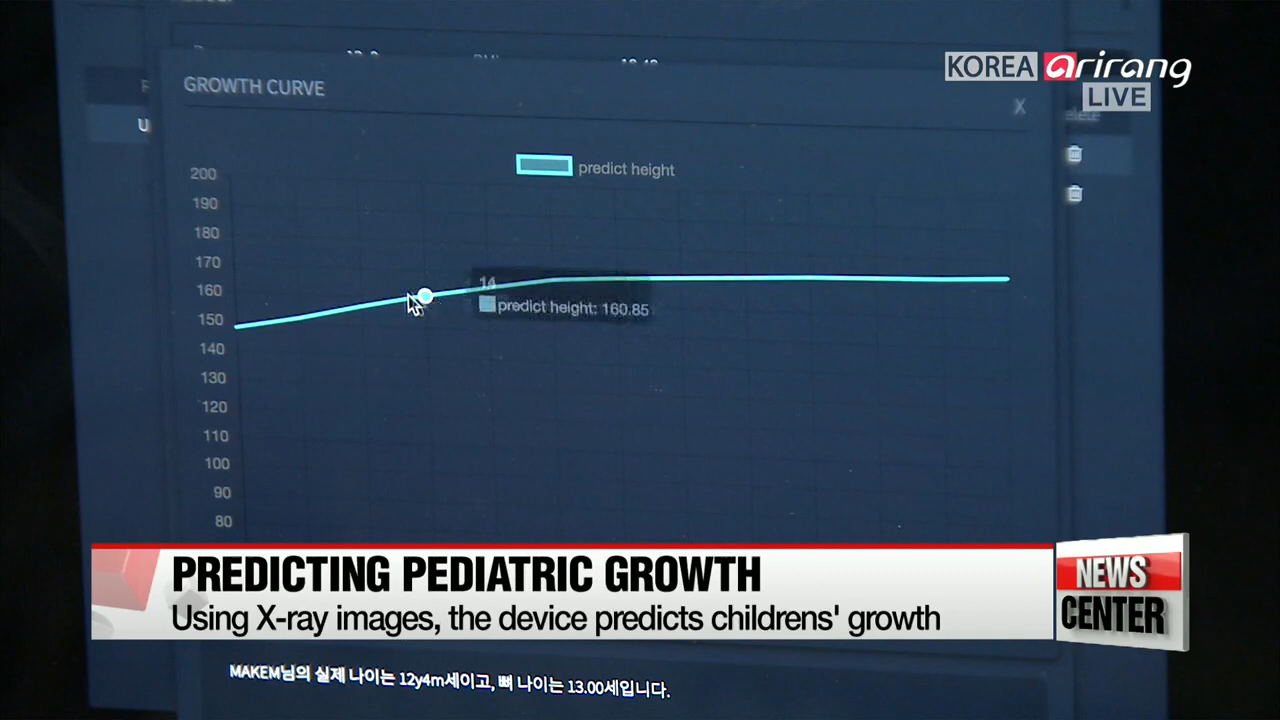 KOREA arirang
LIVE
GROWTH CURVE
X
predict height
200
190
180
170
160
150
140
130
120
110
100
90
80
14
predict height: 160.85
PREDICTING PEDIATRIC GROWTH
Using X-ray images, the device predicts childrens' growth
NEWS
CENTER
MAKEM님의 실제 나이는 12y4m세이고, 뼈 나이는 13.00세입니다.